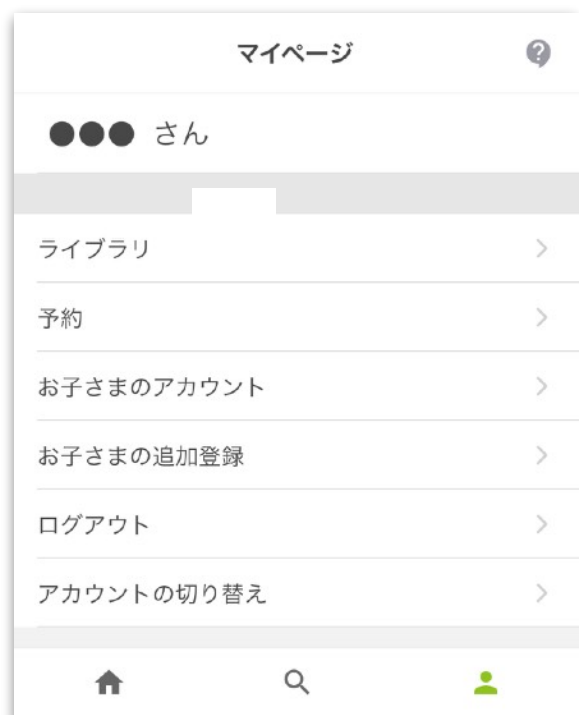 マイページ
●●● さん
ライブラリ
予約
お子さまのアカウント
お子さまの追加登録
ログアウト
アカウントの切り替え